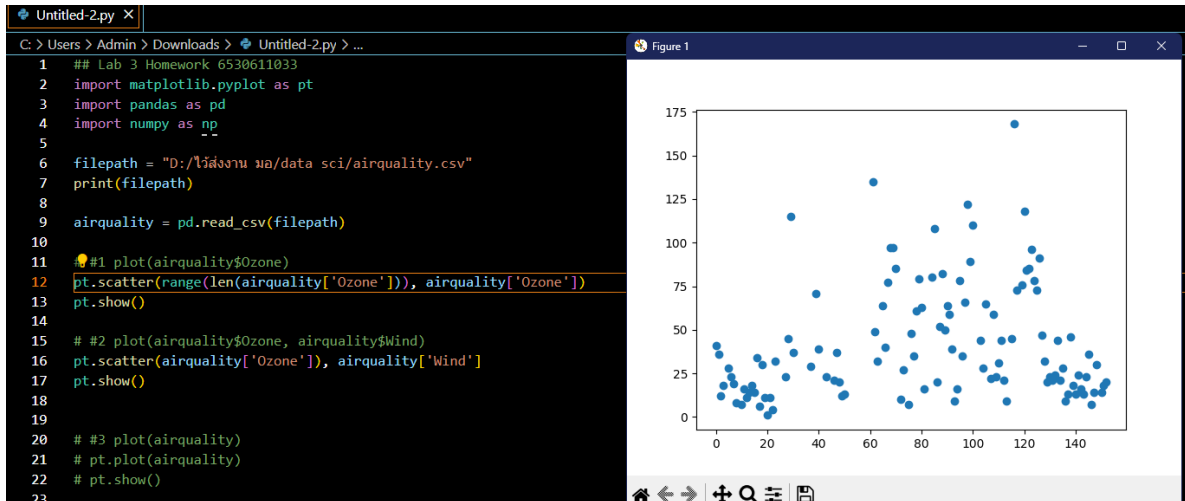 Untitled-2.py
C: > Users > Admin > Downloads > Untitled-2.py > ...
1 ## Lab 3 Homework 6530611033
2 import matplotlib.pyplot as pt
3 import pandas as pd
4 import numpy as np
5
6 filepath = "D:/ไว้ส่งงาน มอ/data sci/airquality.csv"
7 print(filepath)
8
9 airquality = pd.read_csv(filepath)
10
11 # #1 plot(airquality$Ozone)
12 pt.scatter(range(len(airquality['Ozone'])), airquality['Ozone'])
13 pt.show()
14
15 # #2 plot(airquality$Ozone, airquality$Wind)
16 pt.scatter(airquality['Ozone']), airquality['Wind']
17 pt.show()
18
19
20 # #3 plot(airquality)
21 # pt.plot(airquality)
22 # pt.show()
23
Figure 1
175
150
125
100
75
50
25
0
0 20 40 60 80 100 120 140